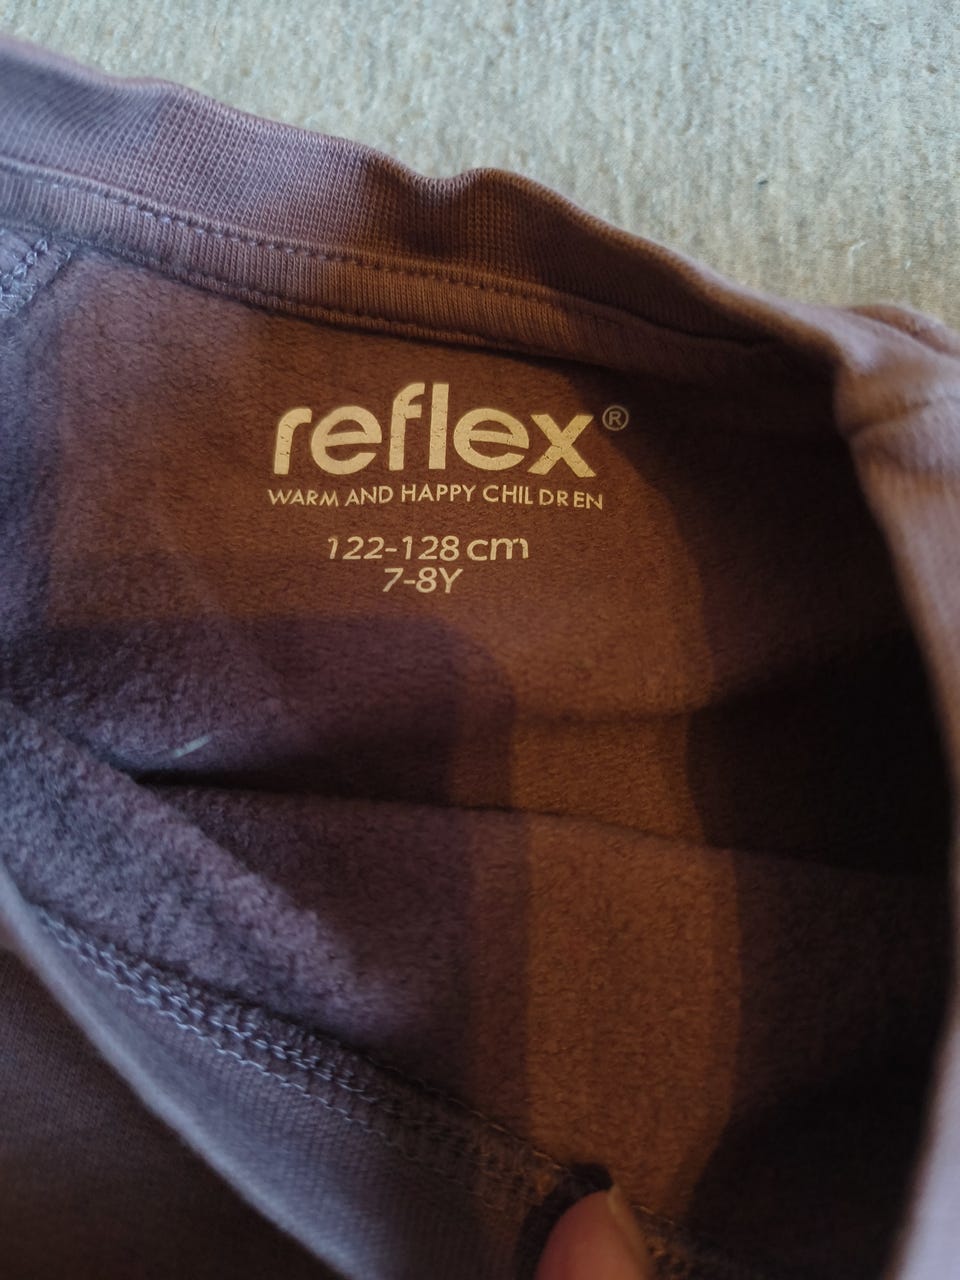 reflex®
WARM AND HAPPY CHILDREN
122-128 cm
7-8Y